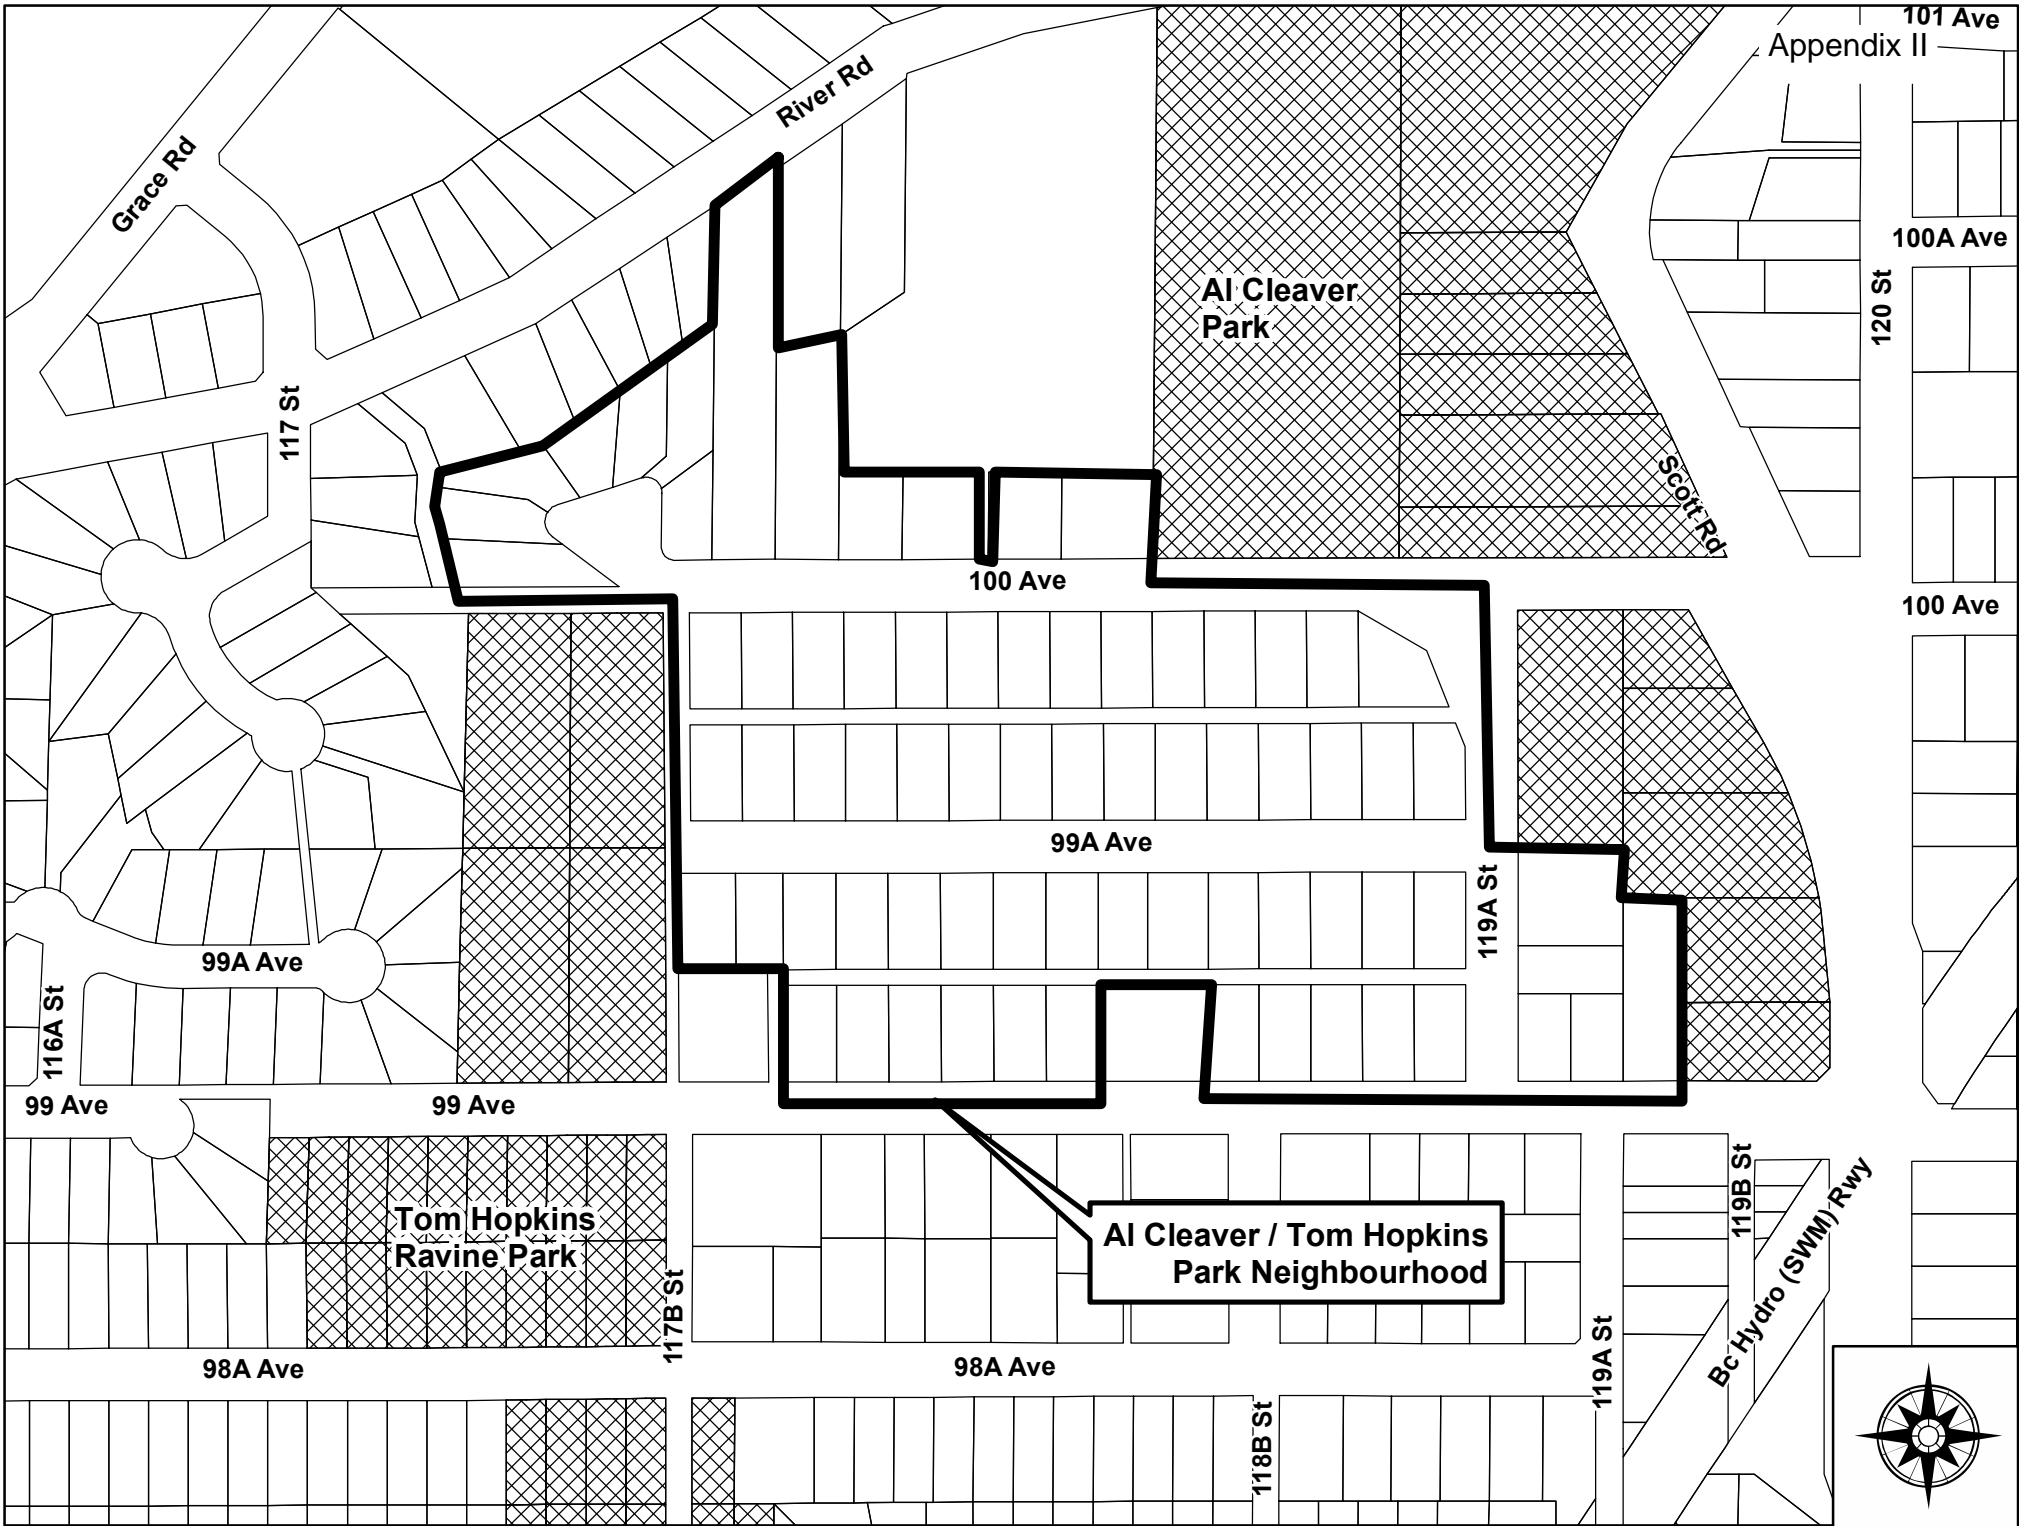 101 Ave
Appendix II
River Rd
Grace Rd
100A Ave
Al Cleaver
Park
120 St
117 St
Scott Rd
100 Ave
100 Ave
99A Ave
119A St
99A Ave
116A St
99 Ave
99 Ave
Tom Hopkins
Ravine Park
Al Cleaver / Tom Hopkins
Park Neighbourhood
119B St
Bc Hydro (SWM) Rwy
117B St
98A Ave
98A Ave
119A St
118B St